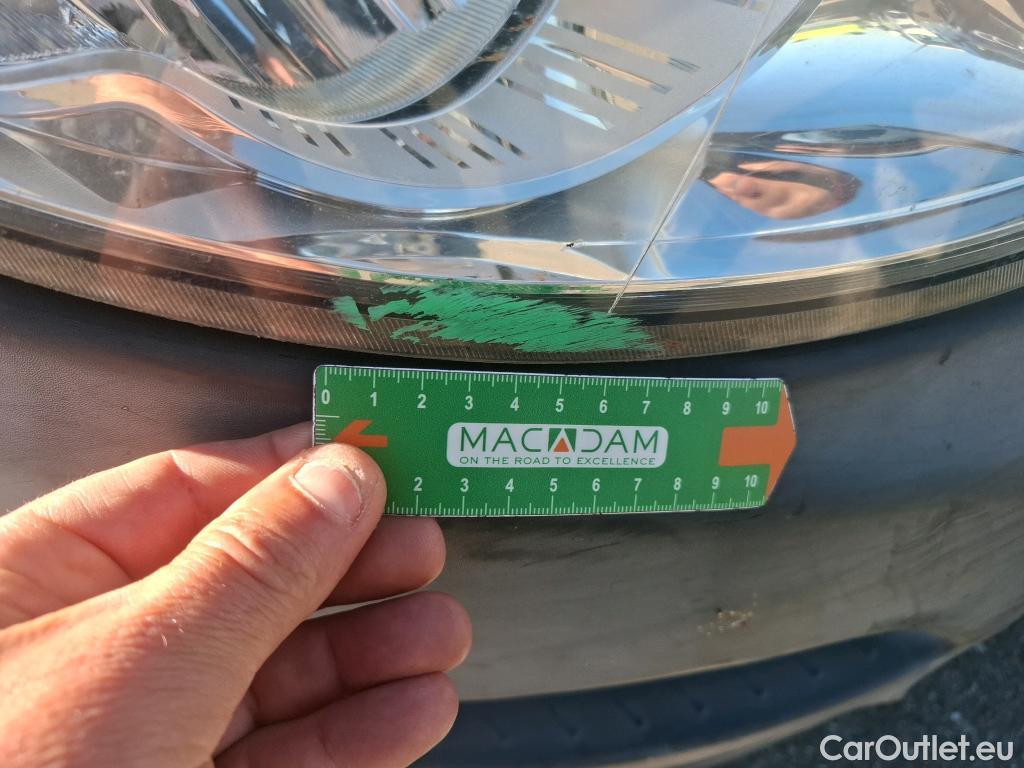 0 1 2 3 4 5 6 7 8 9 10
MACADAM
ON THE ROAD TO EXCELLENCE
2 3 4 5 6 7 8 9 10
CarOutlet.eu